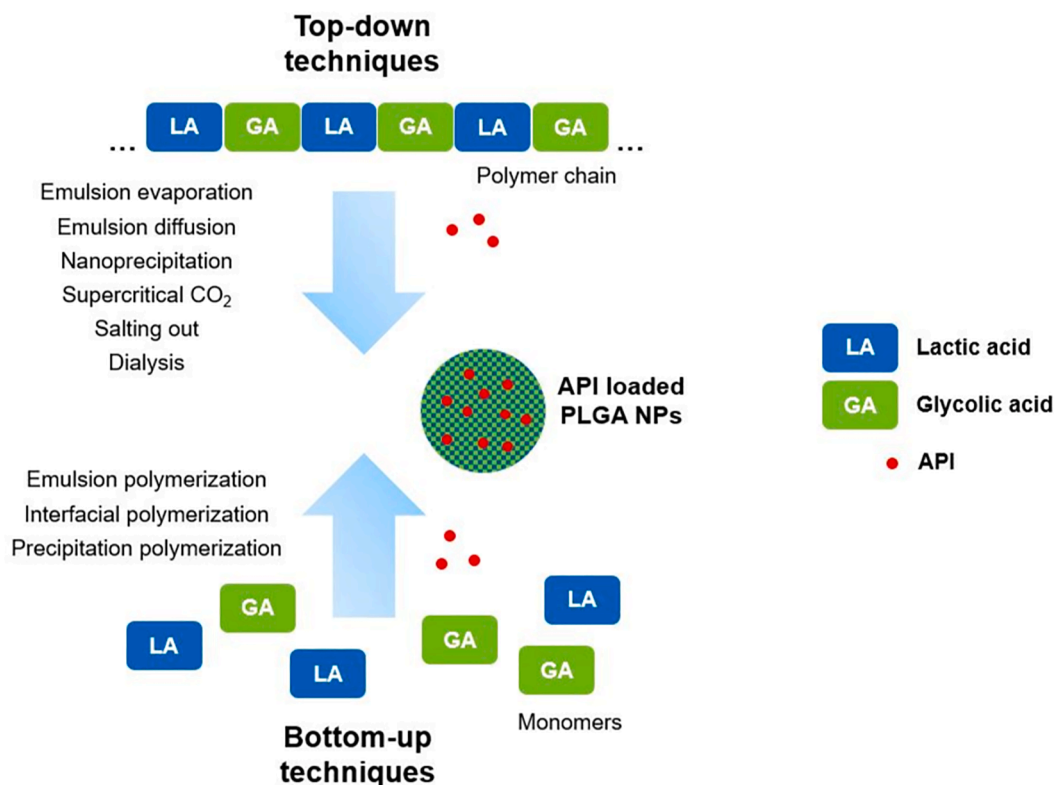 Top-down
techniques
... LA GA LA GA LA GA ...
Polymer chain
Emulsion evaporation
Emulsion diffusion
Nanoprecipitation
Supercritical CO₂
Salting out
Dialysis
API loaded
PLGA NPs
LA Lactic acid
GA Glycolic acid
API
Emulsion polymerization
Interfacial polymerization
Precipitation polymerization
LA
GA
LA
GA
LA
GA
Monomers
Bottom-up
techniques